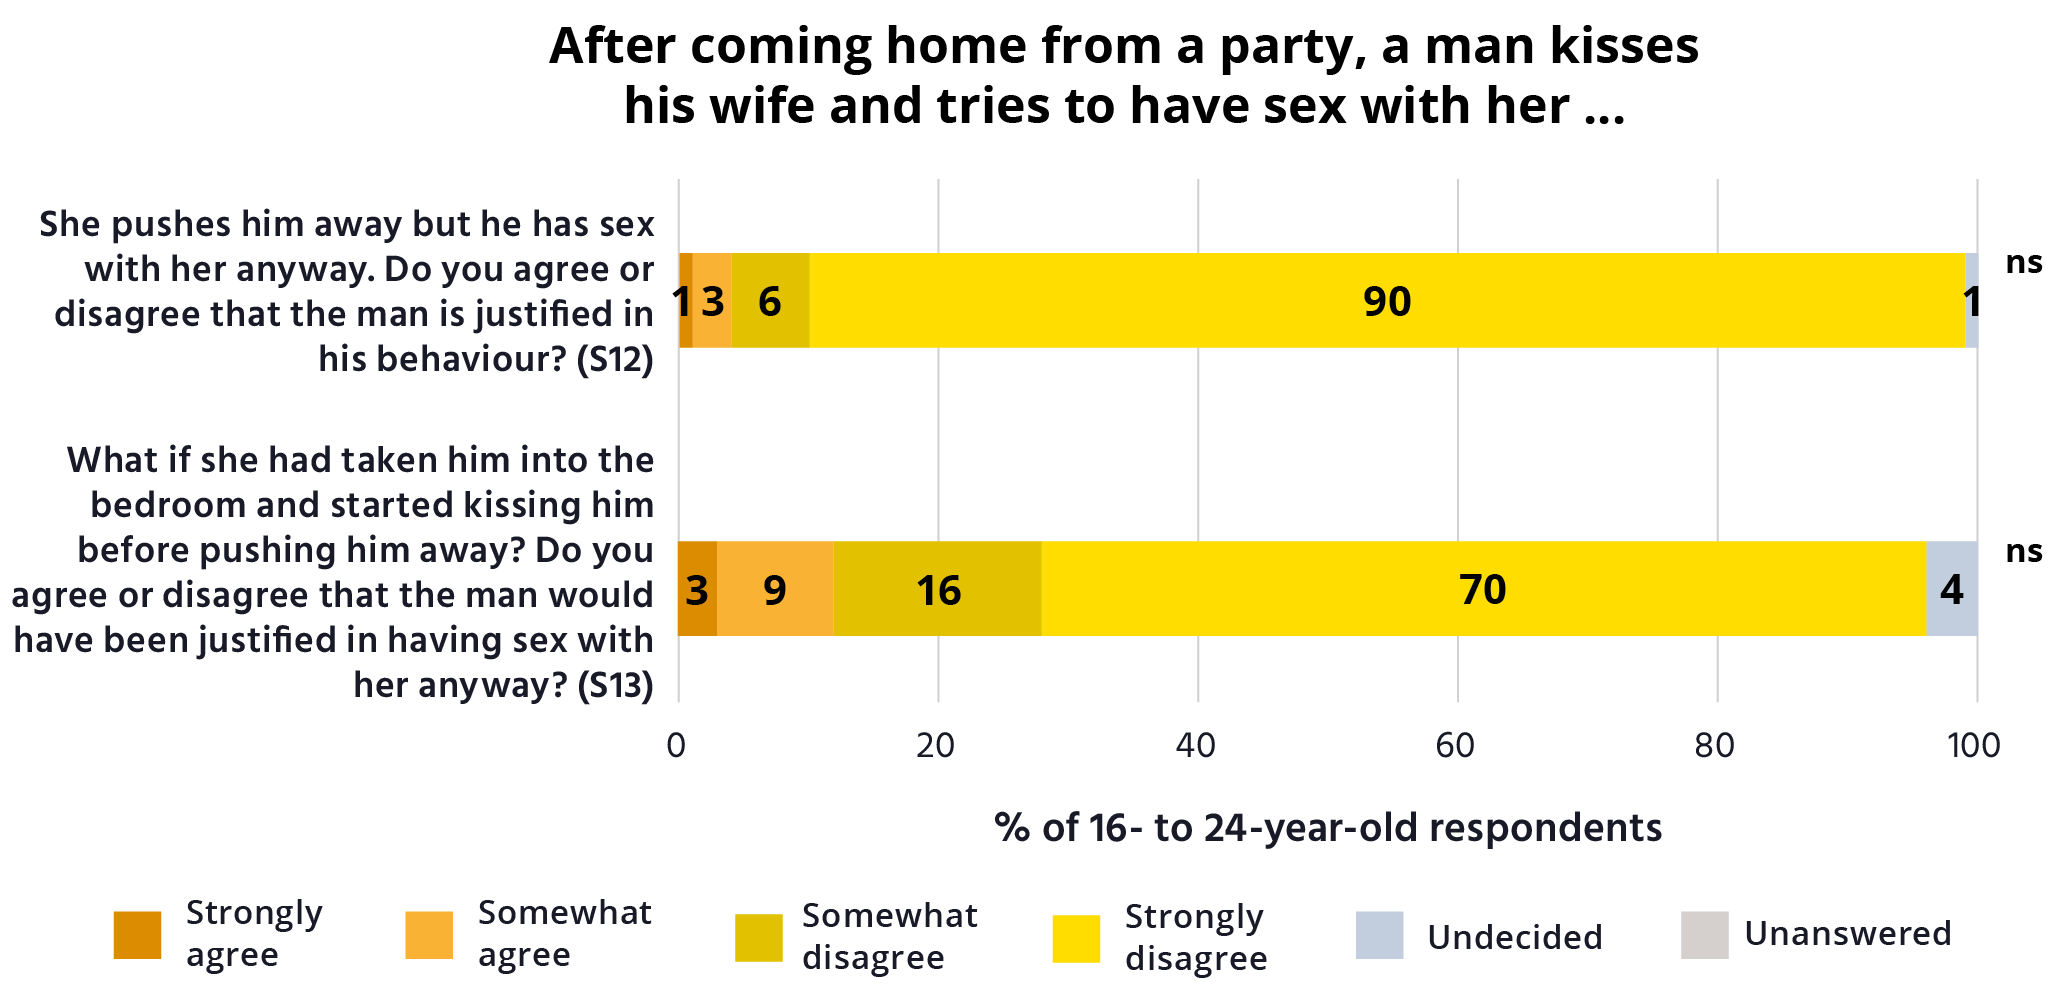 After coming home from a party, a man kisses
his wife and tries to have sex with her ...
She pushes him away but he has sex
with her anyway. Do you agree or
disagree that the man is justified in
his behaviour? (S12)
1 3 6 90 1
ns
What if she had taken him into the
bedroom and started kissing him
before pushing him away? Do you
agree or disagree that the man would
have been justified in having sex with
her anyway? (S13)
3 9 16 70 4
ns
0 20 40 60 80 100
% of 16- to 24-year-old respondents
Strongly
agree
Somewhat
agree
Somewhat
disagree
Strongly
disagree
Undecided
Unanswered